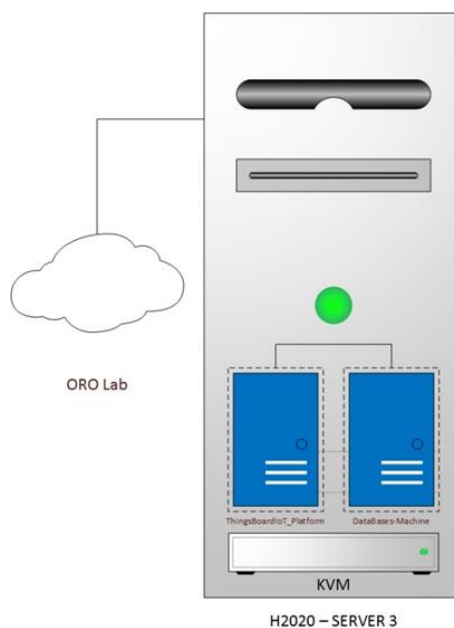 ORO Lab
ThingsBoardIoT_Platform
DataBases-Machine
KVM
H2020 – SERVER 3